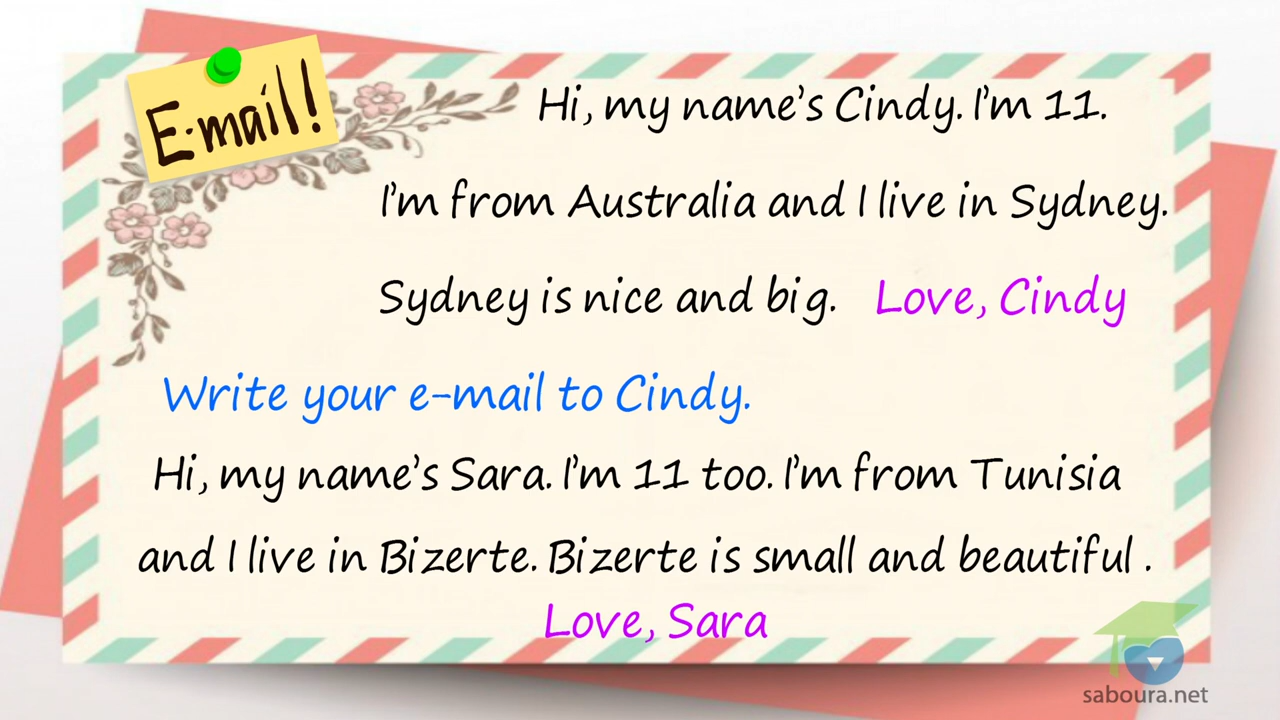 E-mail!
Hi, my name's Cindy. I'm 11.
I'm from Australia and I live in Sydney.
Sydney is nice and big. Love, Cindy
Write your e-mail to Cindy.
Hi, my name's Sara. I'm 11 too. I'm from Tunisia
and I live in Bizerte. Bizerte is small and beautiful .
Love, Sara
saboura.net